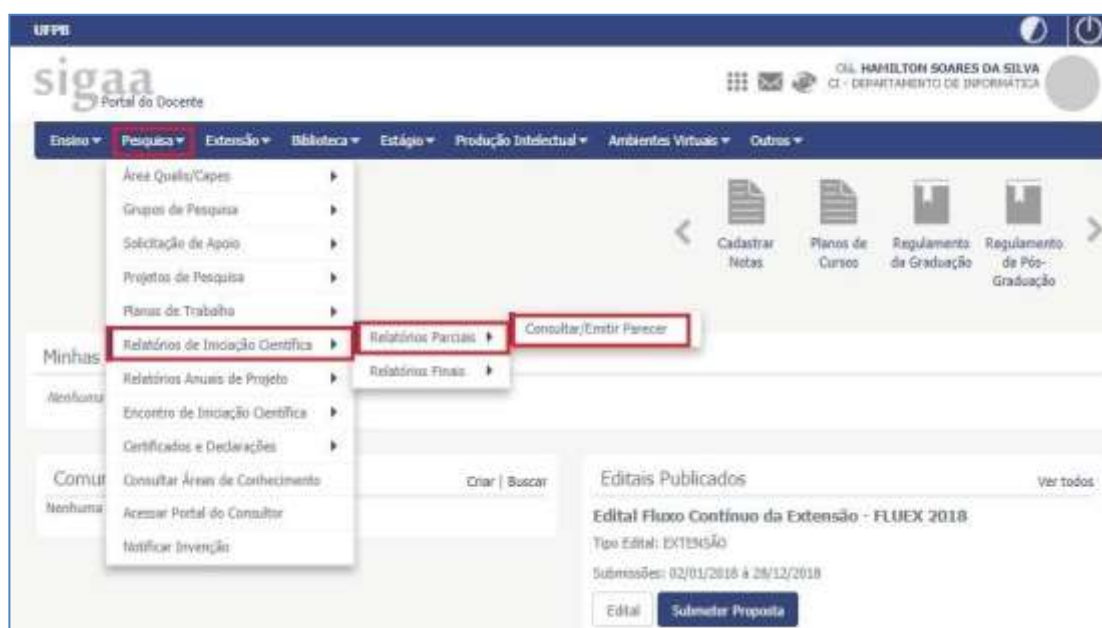 UFPB
sigaa
Portal do Docente
Olá, HAMILTON SOARES DA SILVA
CI - DEPARTAMENTO DE INFORMÁTICA
Ensino Pesquisa Extensão Biblioteca Estágio Produção Intelectual Ambientes Virtuais Outros
Área Qualis/Capes
Grupos de Pesquisa
Solicitação de Apoio
Projetos de Pesquisa
Planos de Trabalho
Relatórios de Iniciação Científica
Relatórios Anuais de Projeto
Encontro de Iniciação Científica
Certificados e Declarações
Consultar Áreas de Conhecimento
Acessar Portal do Consultor
Notificar Invenção
Relatórios Parciais
Relatórios Finais
Consultar/Emitir Parecer
Cadastrar
Notas
Planos de
Cursos
Regulamento
da Graduação
Regulamento
de Pós-
Graduação
Minhas
Nenhuma
Comun
Criar | Buscar
Nenhuma
Editais Publicados
Ver todos
Edital Fluxo Contínuo da Extensão - FLUEX 2018
Tipo Edital: EXTENSÃO
Submissões: 02/01/2018 à 28/12/2018
Edital
Submeter Proposta